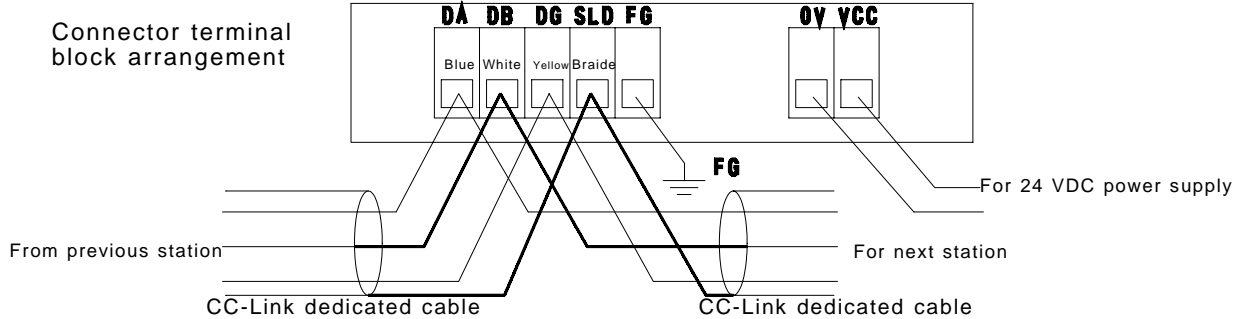 DA DB DG SLD FG 0V VCC
Connector terminal
block arrangement
Blue White Yellow Braide
FG
For 24 VDC power supply
From previous station
For next station
CC-Link dedicated cable
CC-Link dedicated cable